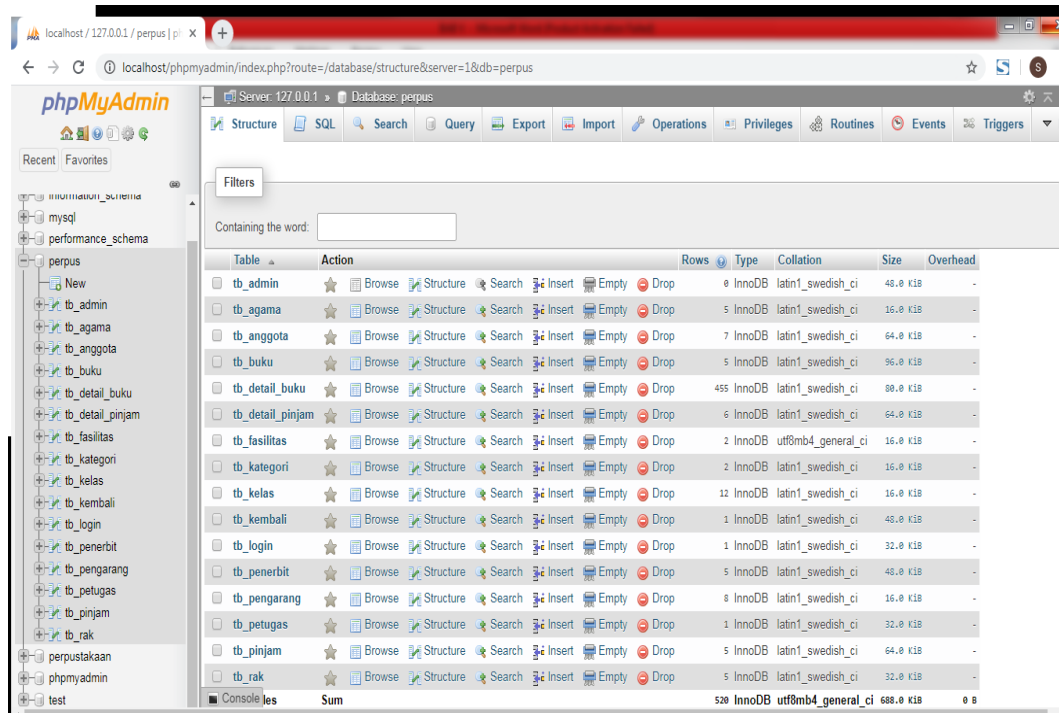 localhost / 127.0.0.1 / perpus | p
localhost/phpmyadmin/index.php?route=/database/structure&server=1&db=perpus
S
S
phpMyAdmin
Recent Favorites
information_schema
mysql
performance_schema
perpus
New
tb_admin
tb_agama
tb_anggota
tb_buku
tb_detail_buku
tb_detail_pinjam
tb_fasilitas
tb_kategori
tb_kelas
tb_kembali
tb_login
tb_penerbit
tb_pengarang
tb_petugas
tb_pinjam
tb_rak
perpustakaan
phpmyadmin
test
Server: 127.0.0.1 » Database: perpus
Structure SQL Search Query Export Import Operations Privileges Routines Events Triggers
Filters
Containing the word:
Table Action Rows Type Collation Size Overhead
tb_admin Browse Structure Search Insert Empty Drop 0 InnoDB latin1_swedish_ci 48.0 KiB -
tb_agama Browse Structure Search Insert Empty Drop 5 InnoDB latin1_swedish_ci 16.0 KiB -
tb_anggota Browse Structure Search Insert Empty Drop 7 InnoDB latin1_swedish_ci 64.0 KiB -
tb_buku Browse Structure Search Insert Empty Drop 5 InnoDB latin1_swedish_ci 96.0 KiB -
tb_detail_buku Browse Structure Search Insert Empty Drop 455 InnoDB latin1_swedish_ci 80.0 KiB -
tb_detail_pinjam Browse Structure Search Insert Empty Drop 6 InnoDB latin1_swedish_ci 64.0 KiB -
tb_fasilitas Browse Structure Search Insert Empty Drop 2 InnoDB utf8mb4_general_ci 16.0 KiB -
tb_kategori Browse Structure Search Insert Empty Drop 2 InnoDB latin1_swedish_ci 16.0 KiB -
tb_kelas Browse Structure Search Insert Empty Drop 12 InnoDB latin1_swedish_ci 16.0 KiB -
tb_kembali Browse Structure Search Insert Empty Drop 1 InnoDB latin1_swedish_ci 48.0 KiB -
tb_login Browse Structure Search Insert Empty Drop 1 InnoDB latin1_swedish_ci 32.0 KiB -
tb_penerbit Browse Structure Search Insert Empty Drop 5 InnoDB latin1_swedish_ci 48.0 KiB -
tb_pengarang Browse Structure Search Insert Empty Drop 8 InnoDB latin1_swedish_ci 16.0 KiB -
tb_petugas Browse Structure Search Insert Empty Drop 1 InnoDB latin1_swedish_ci 32.0 KiB -
tb_pinjam Browse Structure Search Insert Empty Drop 5 InnoDB latin1_swedish_ci 64.0 KiB -
tb_rak Browse Structure Search Insert Empty Drop 5 InnoDB latin1_swedish_ci 32.0 KiB -
Console les Sum 520 InnoDB utf8mb4_general_ci 688.0 KiB 0 B